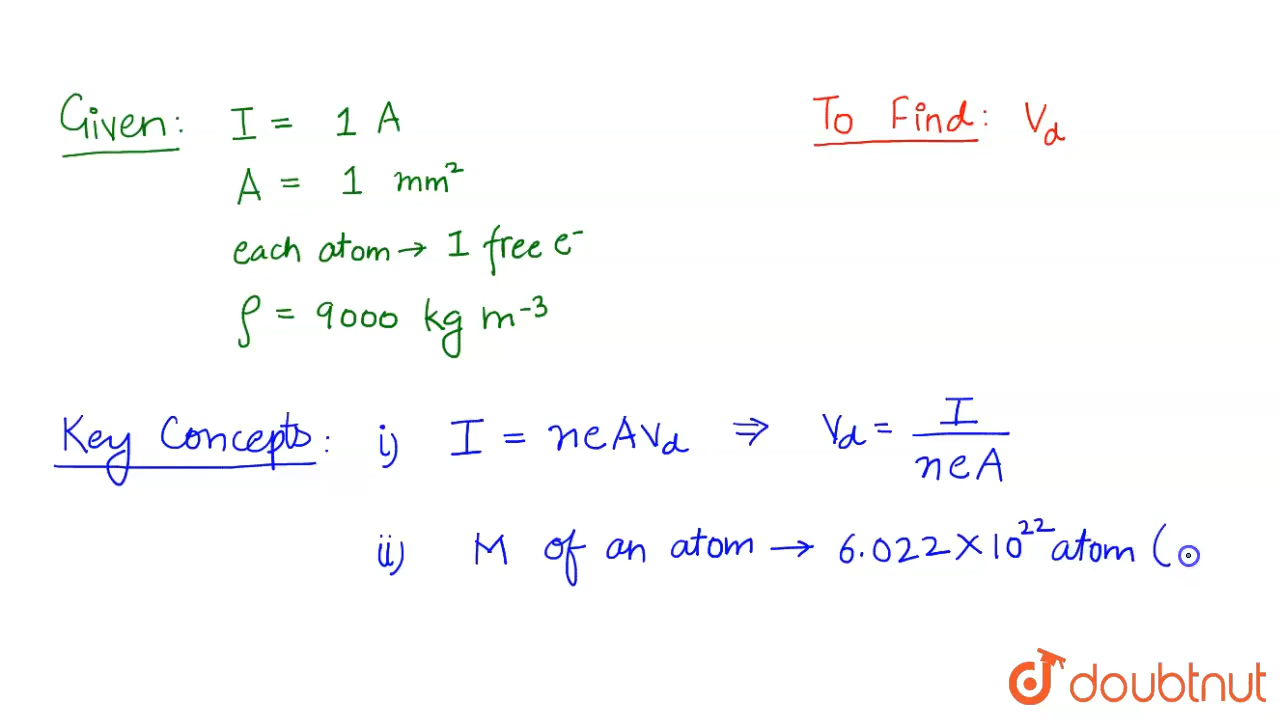 Given: I = 1 A
To Find: Vd
A = 1 mm²
each atom → 1 free e⁻
ρ = 9000 kg m⁻³
Key Concepts: i) I = neAVd ⇒ Vd = I/neA
ii) M of an atom → 6.022 × 10²² atom (
doubtnut